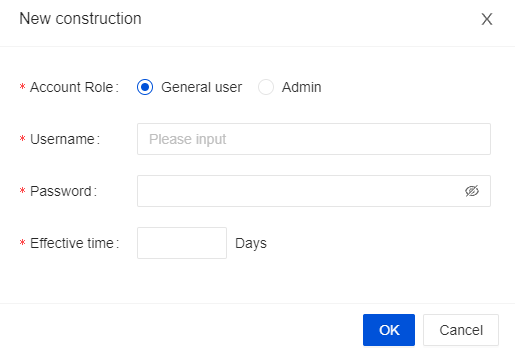 New construction
* Account Role: General user Admin
* Username: Please input
* Password:
* Effective time: Days
OK Cancel